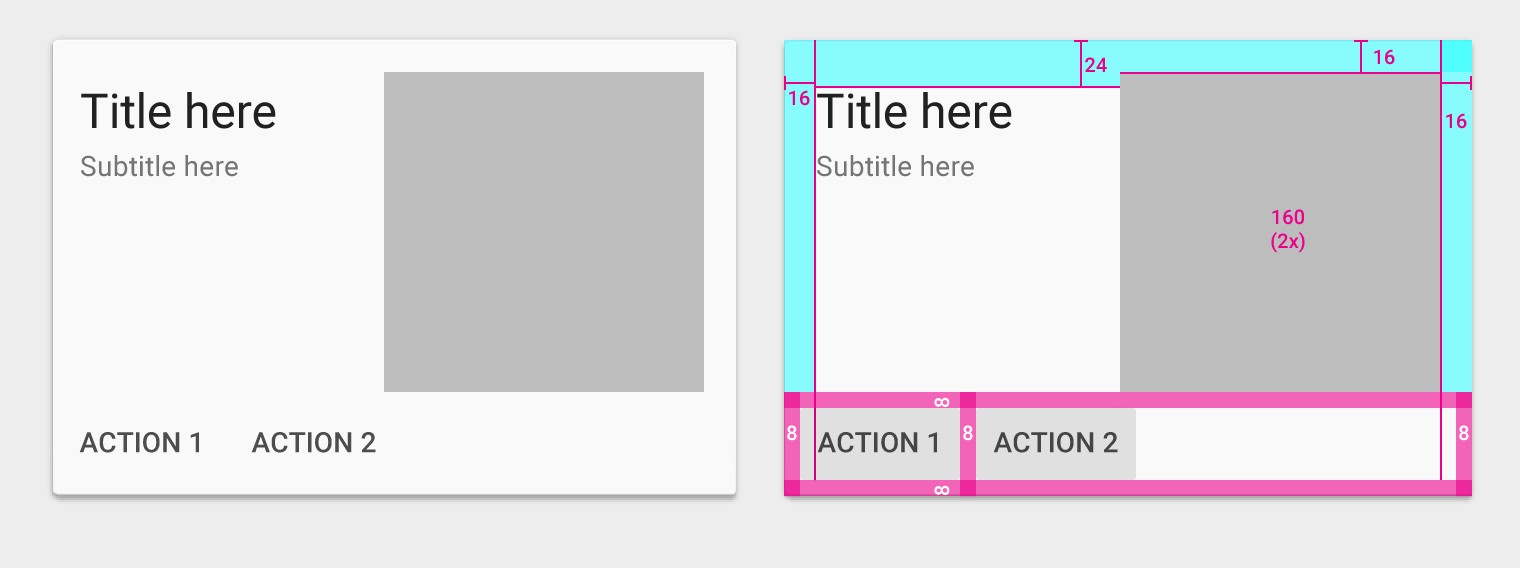 Title here
Subtitle here
ACTION 1 ACTION 2
24
16
16
Title here
16
Subtitle here
160
(2x)
8
8
ACTION 1
8
ACTION 2
8
8